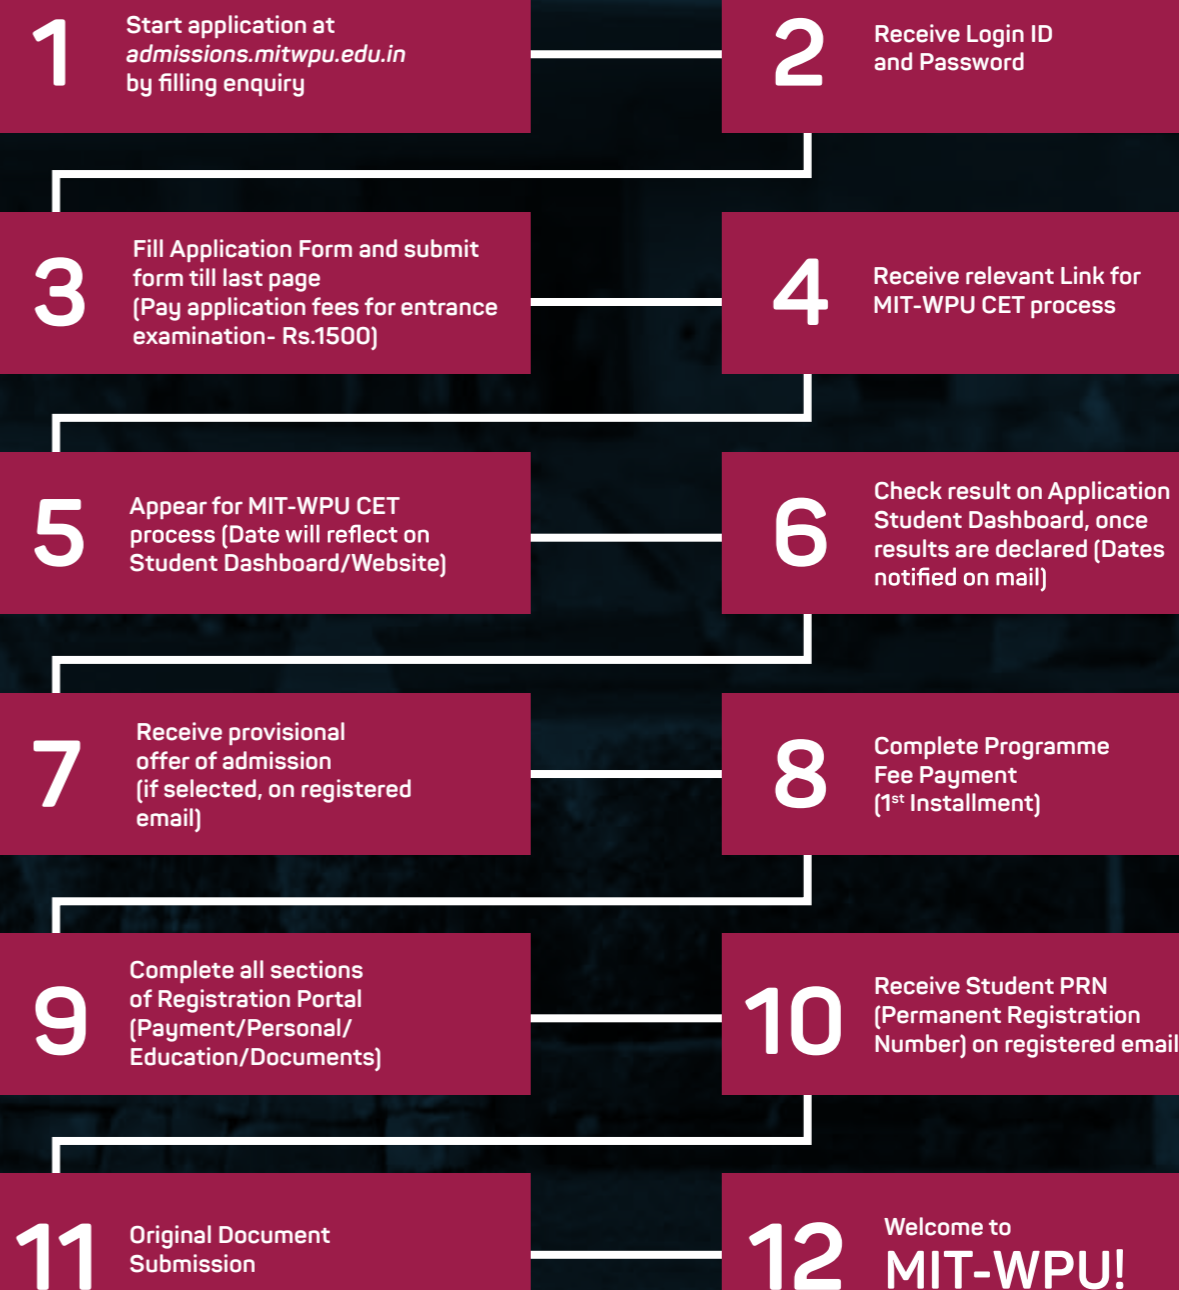 1
Start application at
admissions.mitwpu.edu.in
by filling enquiry
2
Receive Login ID
and Password
3
Fill Application Form and submit
form till last page
(Pay application fees for entrance
examination- Rs.1500)
4
Receive relevant Link for
MIT-WPU CET process
5
Appear for MIT-WPU CET
process (Date will reflect on
Student Dashboard/Website)
6
Check result on Application
Student Dashboard, once
results are declared (Dates
notified on mail)
7
Receive provisional
offer of admission
(if selected, on registered
email)
8
Complete Programme
Fee Payment
(1st Installment)
9
Complete all sections
of Registration Portal
(Payment/Personal/
Education/Documents)
10
Receive Student PRN
(Permanent Registration
Number) on registered email
11
Original Document
Submission
12
Welcome to
MIT-WPU!